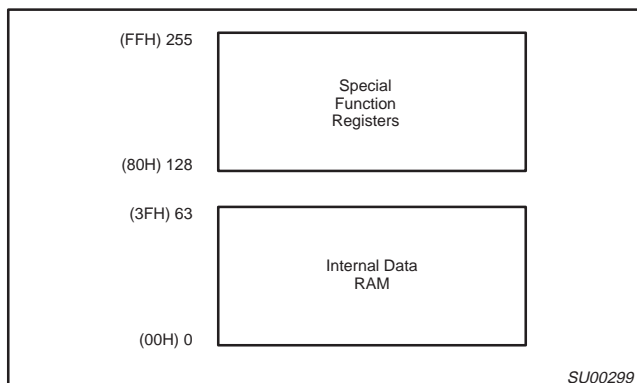 (FFH) 255
Special
Function
Registers
(80H) 128
(3FH) 63
Internal Data
RAM
(00H) 0
SU00299